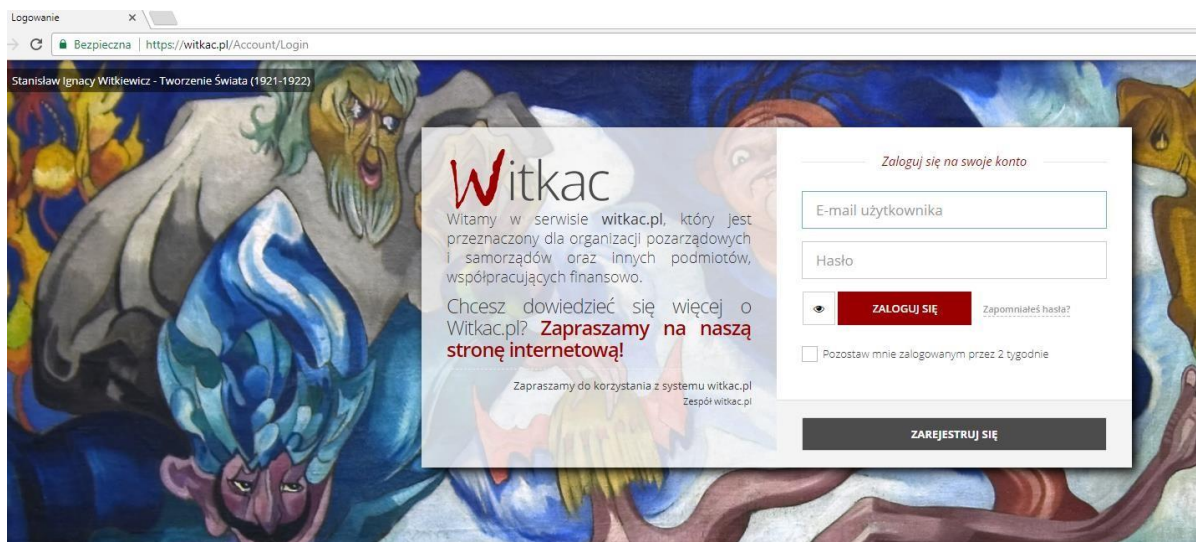 Logowanie
Bezpieczna | https://witkac.pl/Account/Login
Stanisław Ignacy Witkiewicz - Tworzenie Świata (1921-1922)
Witkac
Witamy w serwisie witkac.pl, który jest
przeznaczony dla organizacji pozarządowych
i samorządów oraz innych podmiotów,
współpracujących finansowo.
Chcesz dowiedzieć się więcej o
Witkac.pl? Zapraszamy na naszą
stronę internetową!
Zapraszamy do korzystania z systemu witkac.pl
Zespół witkac.pl
Zaloguj się na swoje konto
E-mail użytkownika
Hasło
ZALOGUJ SIĘ
Zapomniałeś hasła?
Pozostaw mnie zalogowanym przez 2 tygodnie
ZAREJESTRUJ SIĘ